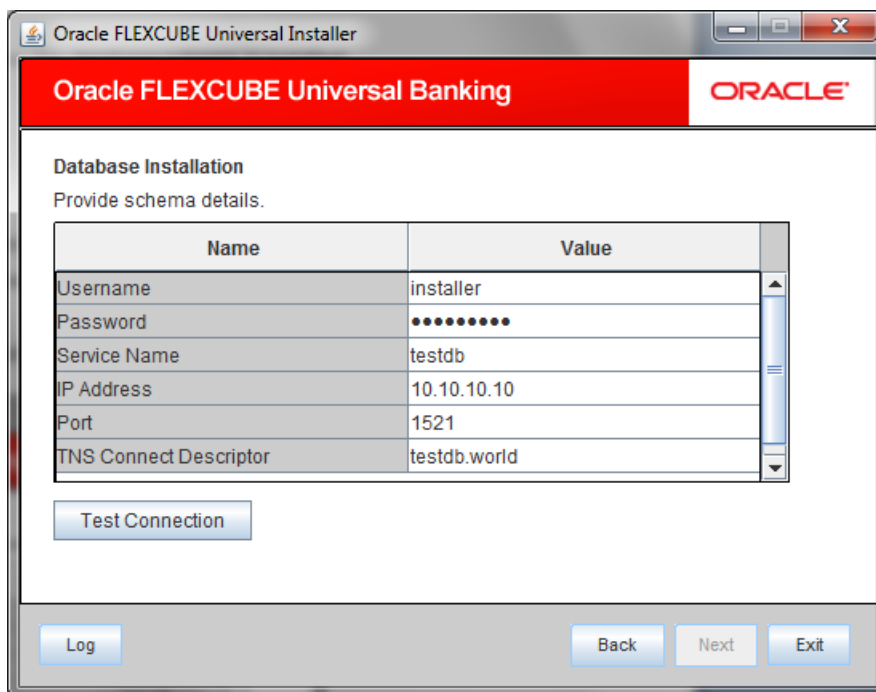 Oracle FLEXCUBE Universal Installer
Oracle FLEXCUBE Universal Banking
ORACLE®
Database Installation
Provide schema details.
Name Value
Username installer
Password •••••••••
Service Name testdb
IP Address 10.10.10.10
Port 1521
TNS Connect Descriptor testdb.world
Test Connection
Log Back Next Exit